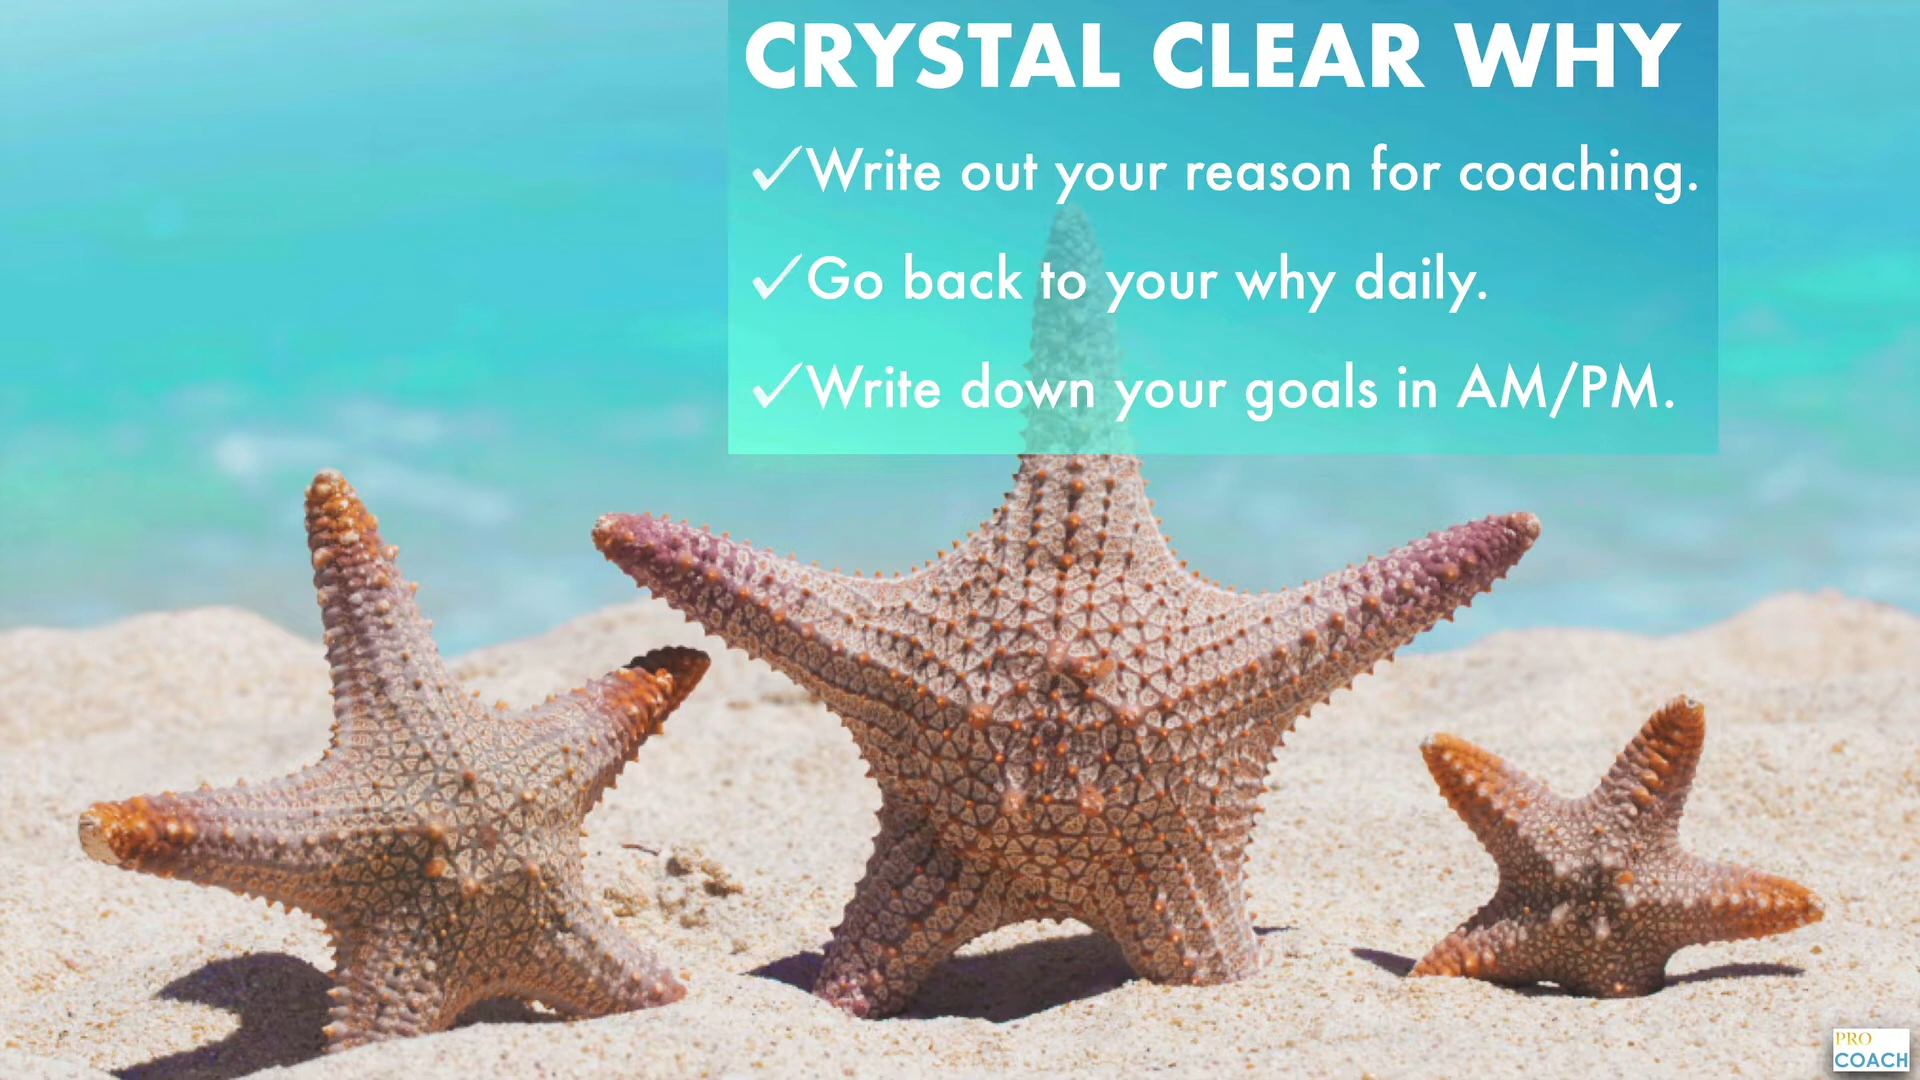 CRYSTAL CLEAR WHY
✓Write out your reason for coaching.
✓Go back to your why daily.
✓Write down your goals in AM/PM.
PRO
COACH